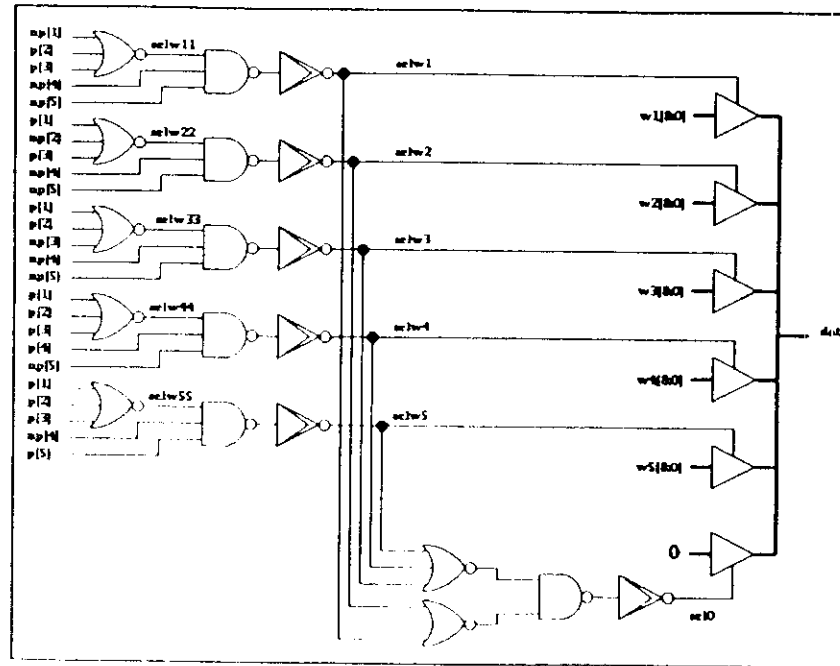 np[1]
p[2]
p[3]
np[4]
np[5]
selw11
selw1
w1[8:0]
p[1]
np[2]
p[3]
np[4]
np[5]
selw22
selw2
w2[8:0]
p[1]
p[2]
np[3]
np[4]
np[5]
selw33
selw3
w3[8:0]
p[1]
p[2]
p[3]
p[4]
np[5]
selw44
selw4
w4[8:0]
p[1]
p[2]
p[3]
np[4]
p[5]
selw55
selw5
w5[8:0]
0
sel0